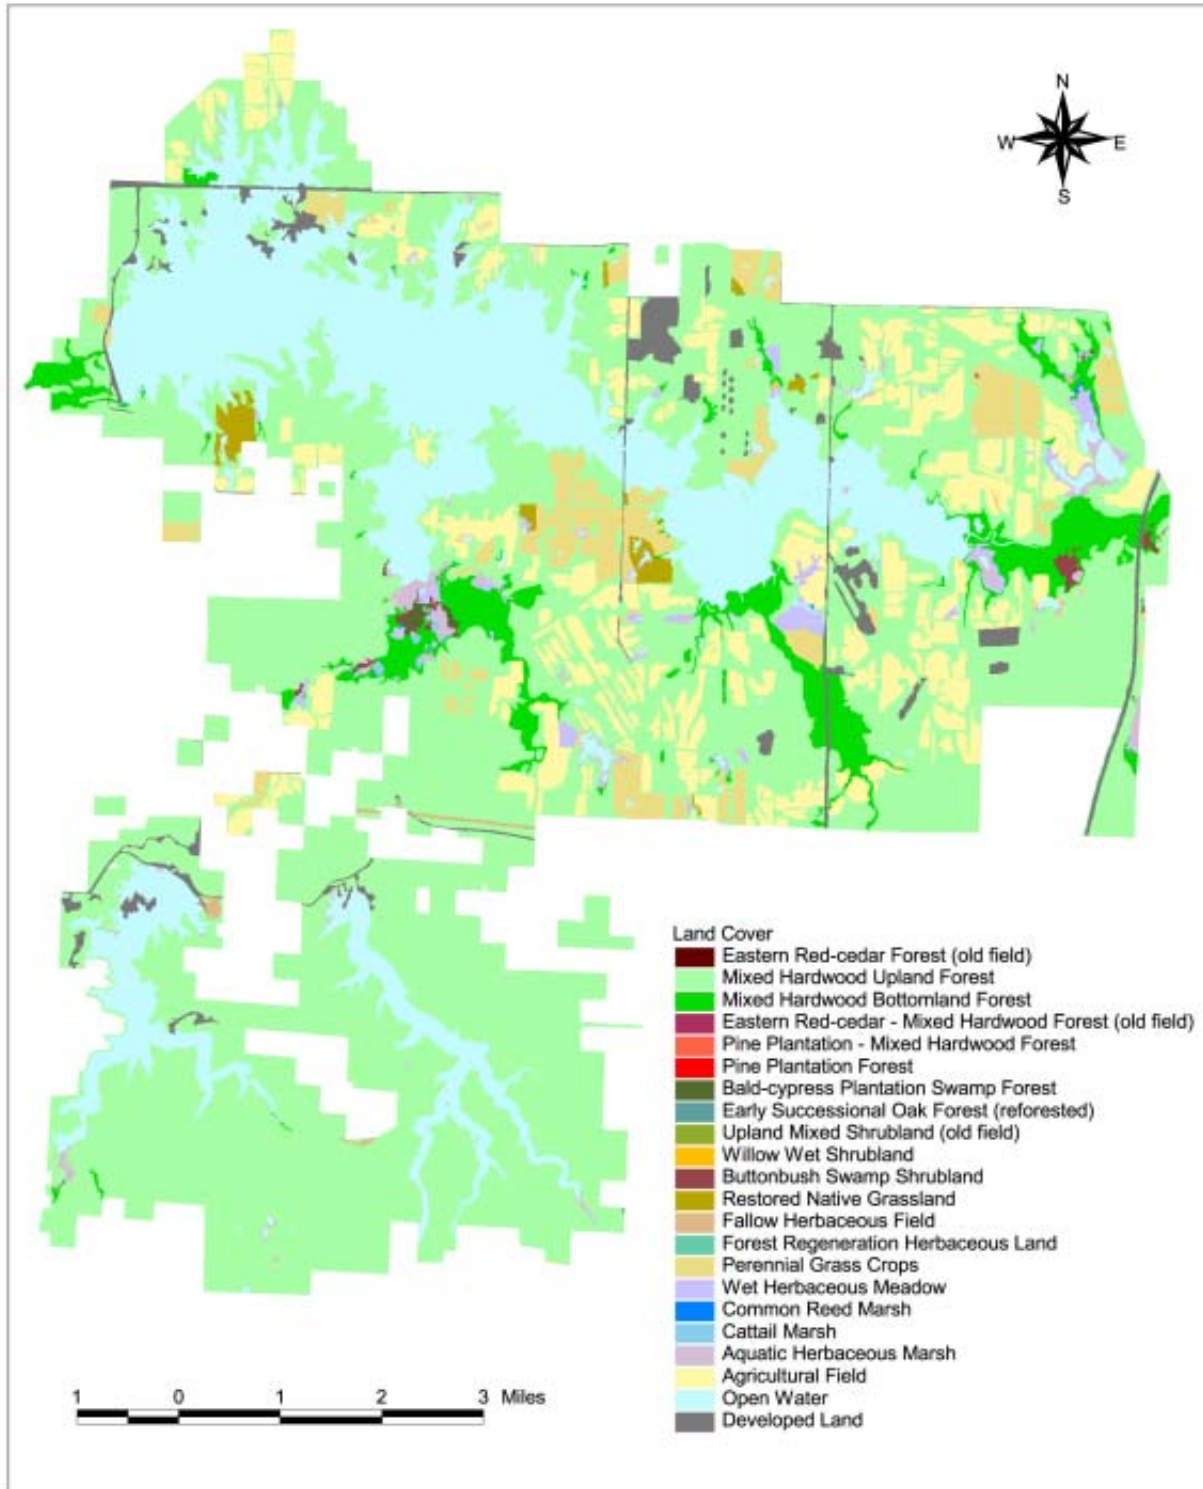 N
W E
S
Land Cover
Eastern Red-cedar Forest (old field)
Mixed Hardwood Upland Forest
Mixed Hardwood Bottomland Forest
Eastern Red-cedar - Mixed Hardwood Forest (old field)
Pine Plantation - Mixed Hardwood Forest
Pine Plantation Forest
Bald-cypress Plantation Swamp Forest
Early Successional Oak Forest (reforested)
Upland Mixed Shrubland (old field)
Willow Wet Shrubland
Buttonbush Swamp Shrubland
Restored Native Grassland
Fallow Herbaceous Field
Forest Regeneration Herbaceous Land
Perennial Grass Crops
Wet Herbaceous Meadow
Common Reed Marsh
Cattail Marsh
Aquatic Herbaceous Marsh
Agricultural Field
Open Water
Developed Land
1 0 1 2 3 Miles